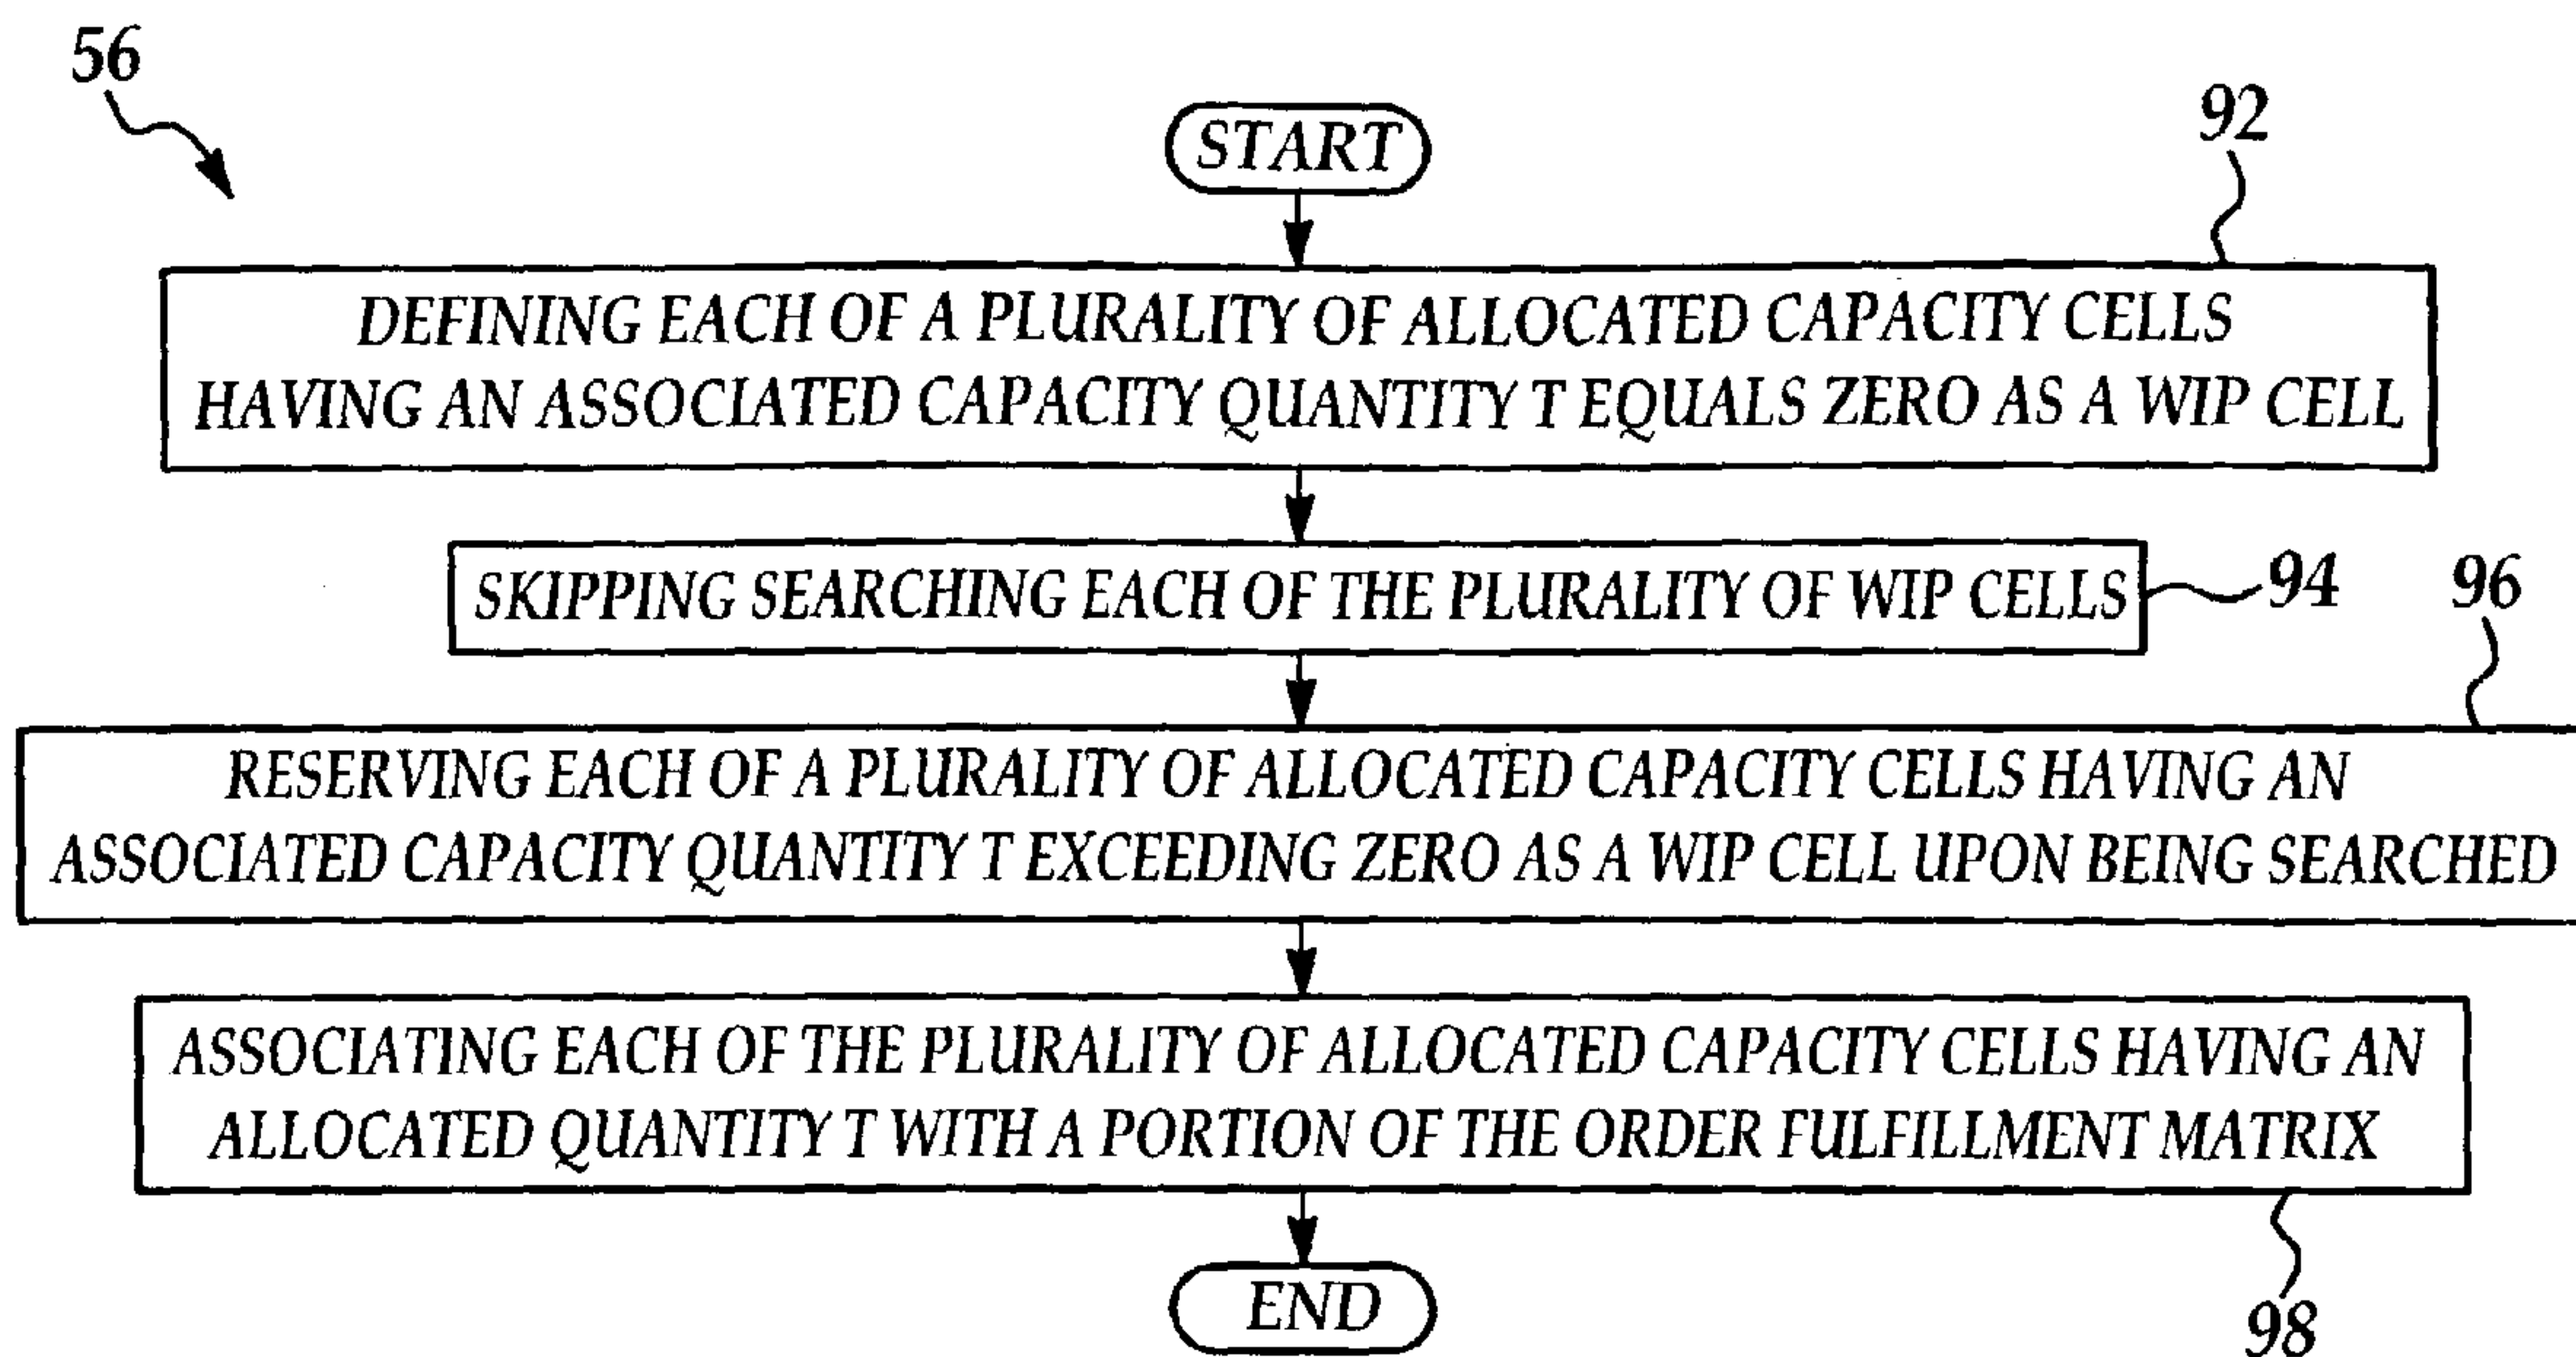 56
START
92
DEFINING EACH OF A PLURALITY OF ALLOCATED CAPACITY CELLS
HAVING AN ASSOCIATED CAPACITY QUANTITY T EQUALS ZERO AS A WIP CELL
SKIPPING SEARCHING EACH OF THE PLURALITY OF WIP CELLS
94
96
RESERVING EACH OF A PLURALITY OF ALLOCATED CAPACITY CELLS HAVING AN
ASSOCIATED CAPACITY QUANTITY T EXCEEDING ZERO AS A WIP CELL UPON BEING SEARCHED
ASSOCIATING EACH OF THE PLURALITY OF ALLOCATED CAPACITY CELLS HAVING AN
ALLOCATED QUANTITY T WITH A PORTION OF THE ORDER FULFILLMENT MATRIX
END
98